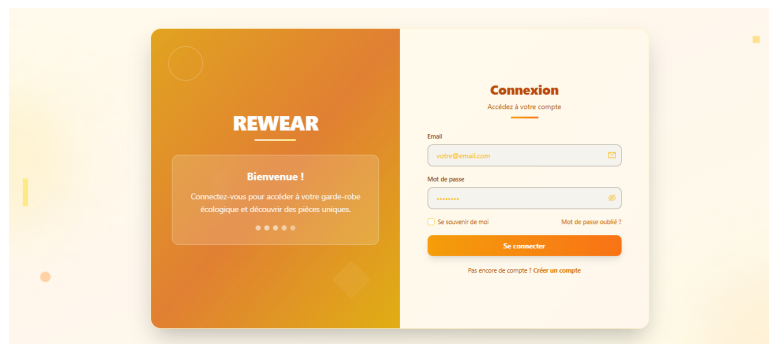 REWEAR
Bienvenue !
Connectez-vous pour accéder à votre garde-robe
écologique et découvrir des pièces uniques.
Connexion
Accédez à votre compte
Email
votre@email.com
Mot de passe
••••••••
Se souvenir de moi
Mot de passe oublié ?
Se connecter
Pas encore de compte ? Créer un compte